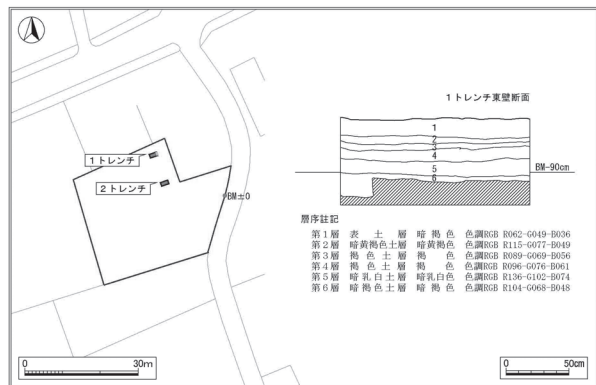 1トレンチ東壁断面
1
2
3
4
5
6
BM-90cm
1トレンチ
2トレンチ
BM±0
層序註記
第1層 表土層 暗褐色 色調RGB R062-G049-B036
第2層 暗黄褐色土層 暗黄褐色 色調RGB R115-G077-B049
第3層 褐色土層 褐色 色調RGB R089-G069-B056
第4層 褐色土層 褐色 色調RGB R096-G076-B061
第5層 暗乳白土層 暗乳白色 色調RGB R136-G102-B074
第6層 暗褐色土層 暗褐色 色調RGB R104-G068-B048
0 30m
0 50cm